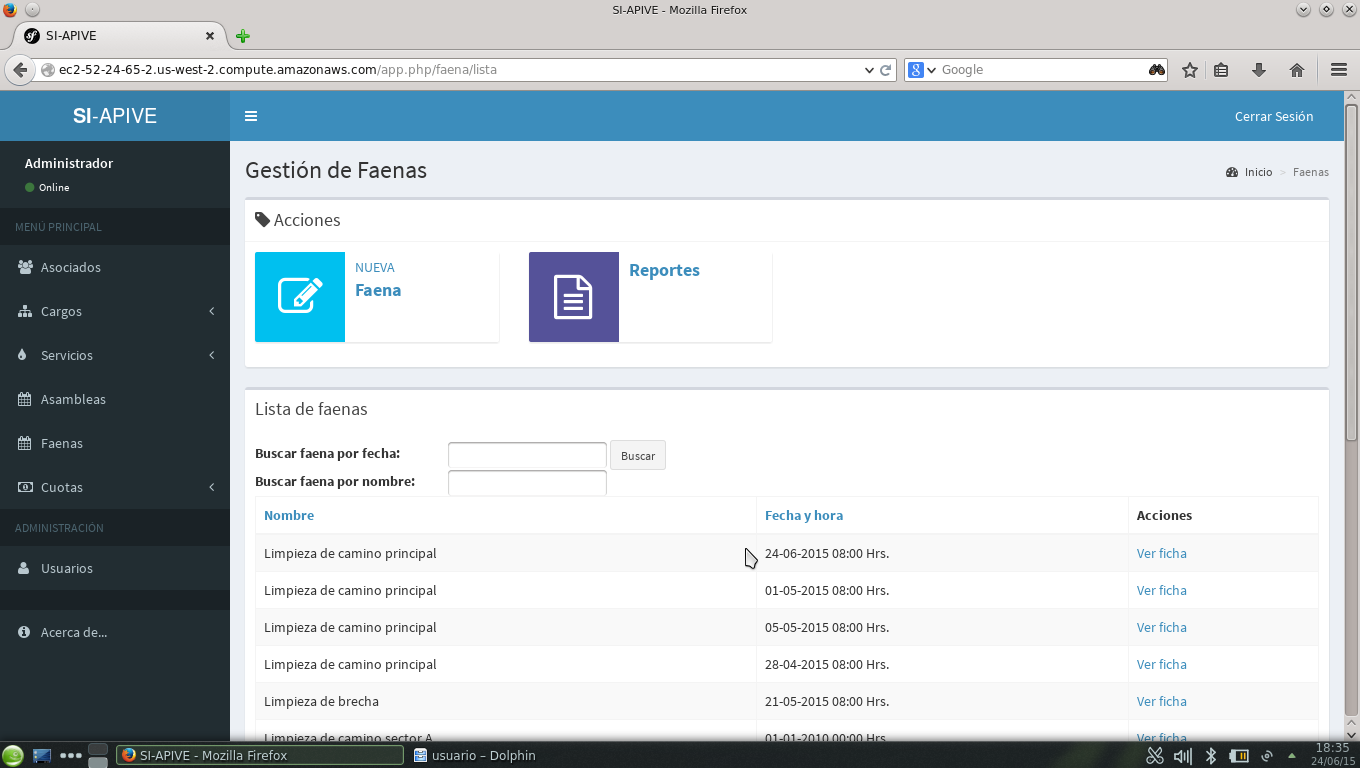 SI-APIVE - Mozilla Firefox
SI-APIVE
ec2-52-24-65-2.us-west-2.compute.amazonaws.com/app.php/faena/lista
Google
SI-APIVE
Cerrar Sesión
Administrador
Online
MENÚ PRINCIPAL
Asociados
Cargos
Servicios
Asambleas
Faenas
Cuotas
ADMINISTRACIÓN
Usuarios
Acerca de...
Gestión de Faenas
Inicio > Faenas
Acciones
NUEVA
Faena
Reportes
Lista de faenas
Buscar faena por fecha:
Buscar
Buscar faena por nombre:
Nombre Fecha y hora Acciones
Limpieza de camino principal 24-06-2015 08:00 Hrs. Ver ficha
Limpieza de camino principal 01-05-2015 08:00 Hrs. Ver ficha
Limpieza de camino principal 05-05-2015 08:00 Hrs. Ver ficha
Limpieza de camino principal 28-04-2015 08:00 Hrs. Ver ficha
Limpieza de brecha 21-05-2015 08:00 Hrs. Ver ficha
Limpieza de camino sector A 01-01-2010 00:00 Hrs. Ver ficha
SI-APIVE - Mozilla Firefox
usuario – Dolphin
18:35
24/06/15